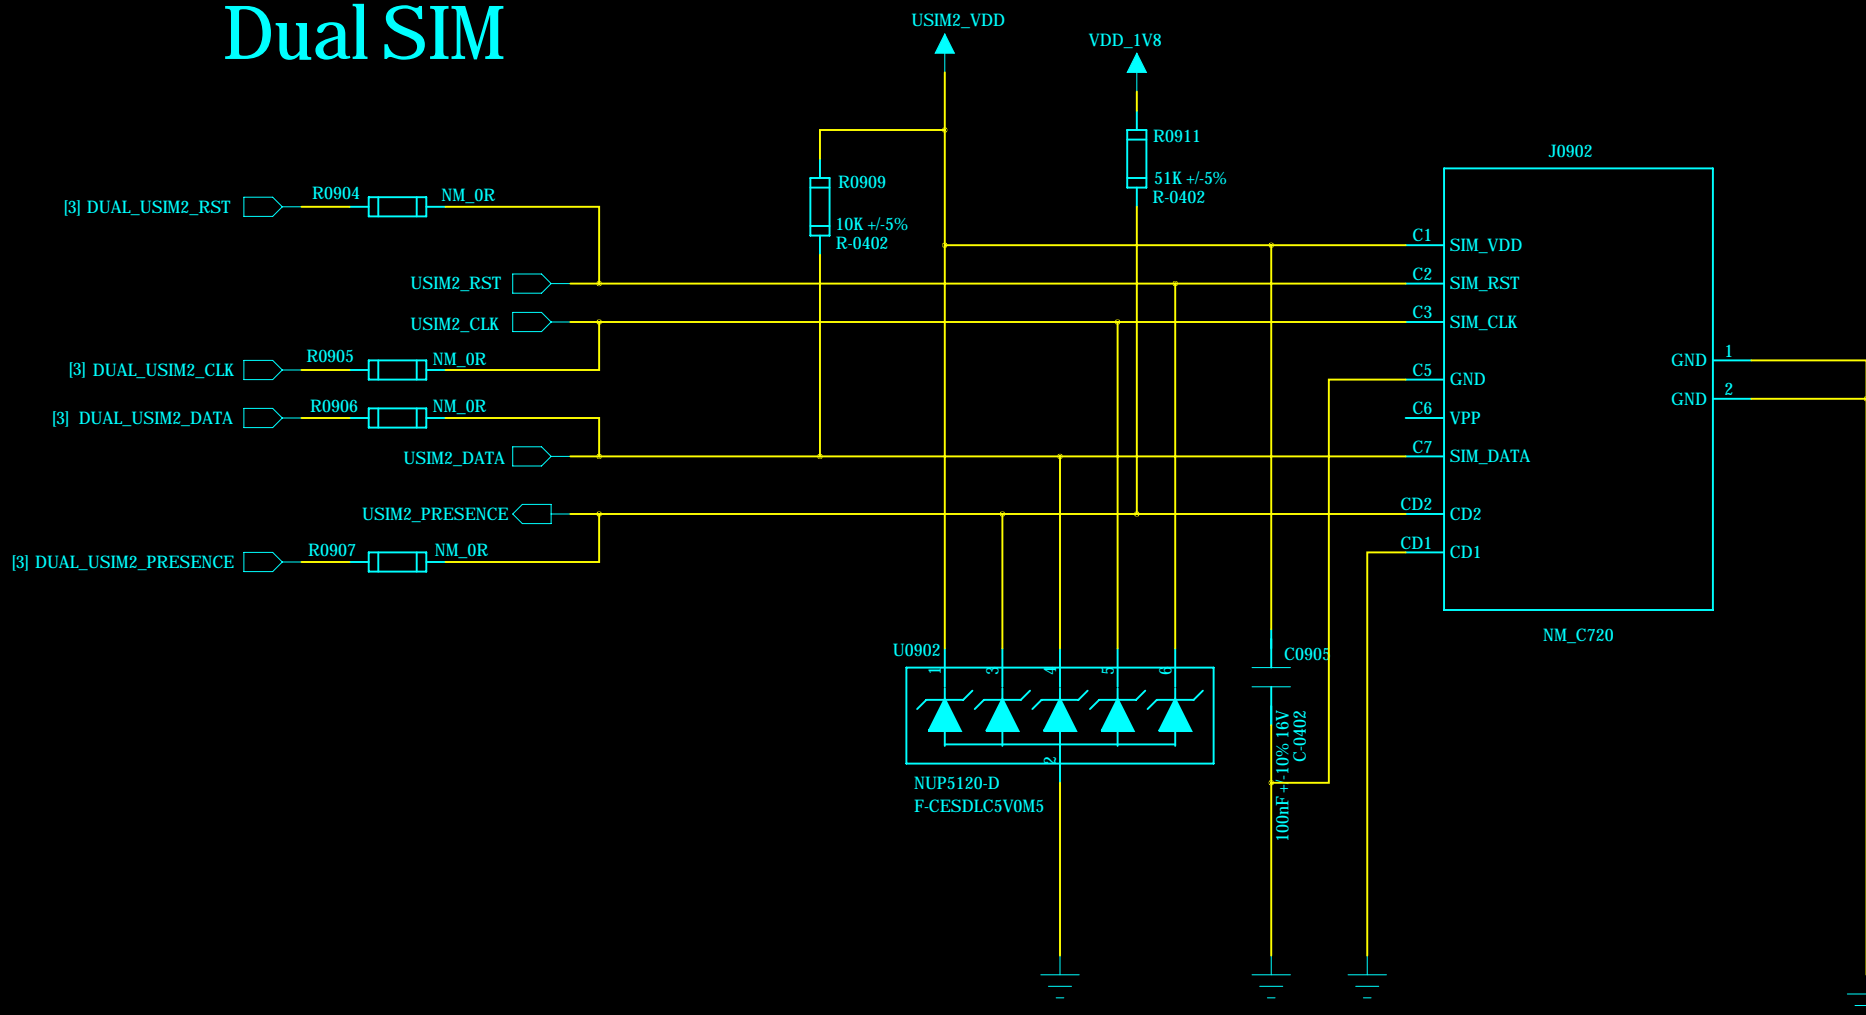 Dual SIM
USIM2_VDD
VDD_1V8
R0911
51K +/-5%
R-0402
R0909
10K +/-5%
R-0402
[3] DUAL_USIM2_RST
R0904
NM_0R
USIM2_RST
USIM2_CLK
[3] DUAL_USIM2_CLK
R0905
NM_0R
[3] DUAL_USIM2_DATA
R0906
NM_0R
USIM2_DATA
USIM2_PRESENCE
[3] DUAL_USIM2_PRESENCE
R0907
NM_0R
J0902
C1 SIM_VDD
C2 SIM_RST
C3 SIM_CLK
C5 GND
C6 VPP
C7 SIM_DATA
CD2 CD2
CD1 CD1
GND 1
GND 2
NM_C720
U0902
1
3
4
5
6
2
NUP5120-D
F-CESDLC5V0M5
C0905
100nF +/-10% 16V
C-0402